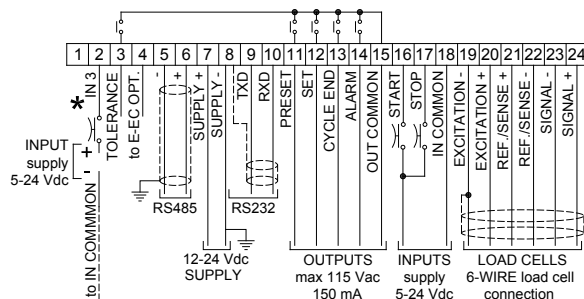 1 2 3 4 5 6 7 8 9 10 11 12 13 14 15 16 17 18 19 20 21 22 23 24
*
IN 3
TOLERANCE
to E-EC OPT.
-
+
SUPPLY +
SUPPLY -
TXD
RXD
PRESET
SET
CYCLE END
ALARM
OUT COMMON
START
STOP
IN COMMON
EXCITATION -
EXCITATION +
REF./SENSE +
REF./SENSE -
SIGNAL -
SIGNAL +
INPUT
supply
5-24 Vdc
+
-
to IN COMMMON
RS485
RS232
12-24 Vdc
SUPPLY
OUTPUTS
max 115 Vac
150 mA
INPUTS
supply
5-24 Vdc
LOAD CELLS
6-WIRE load cell
connection